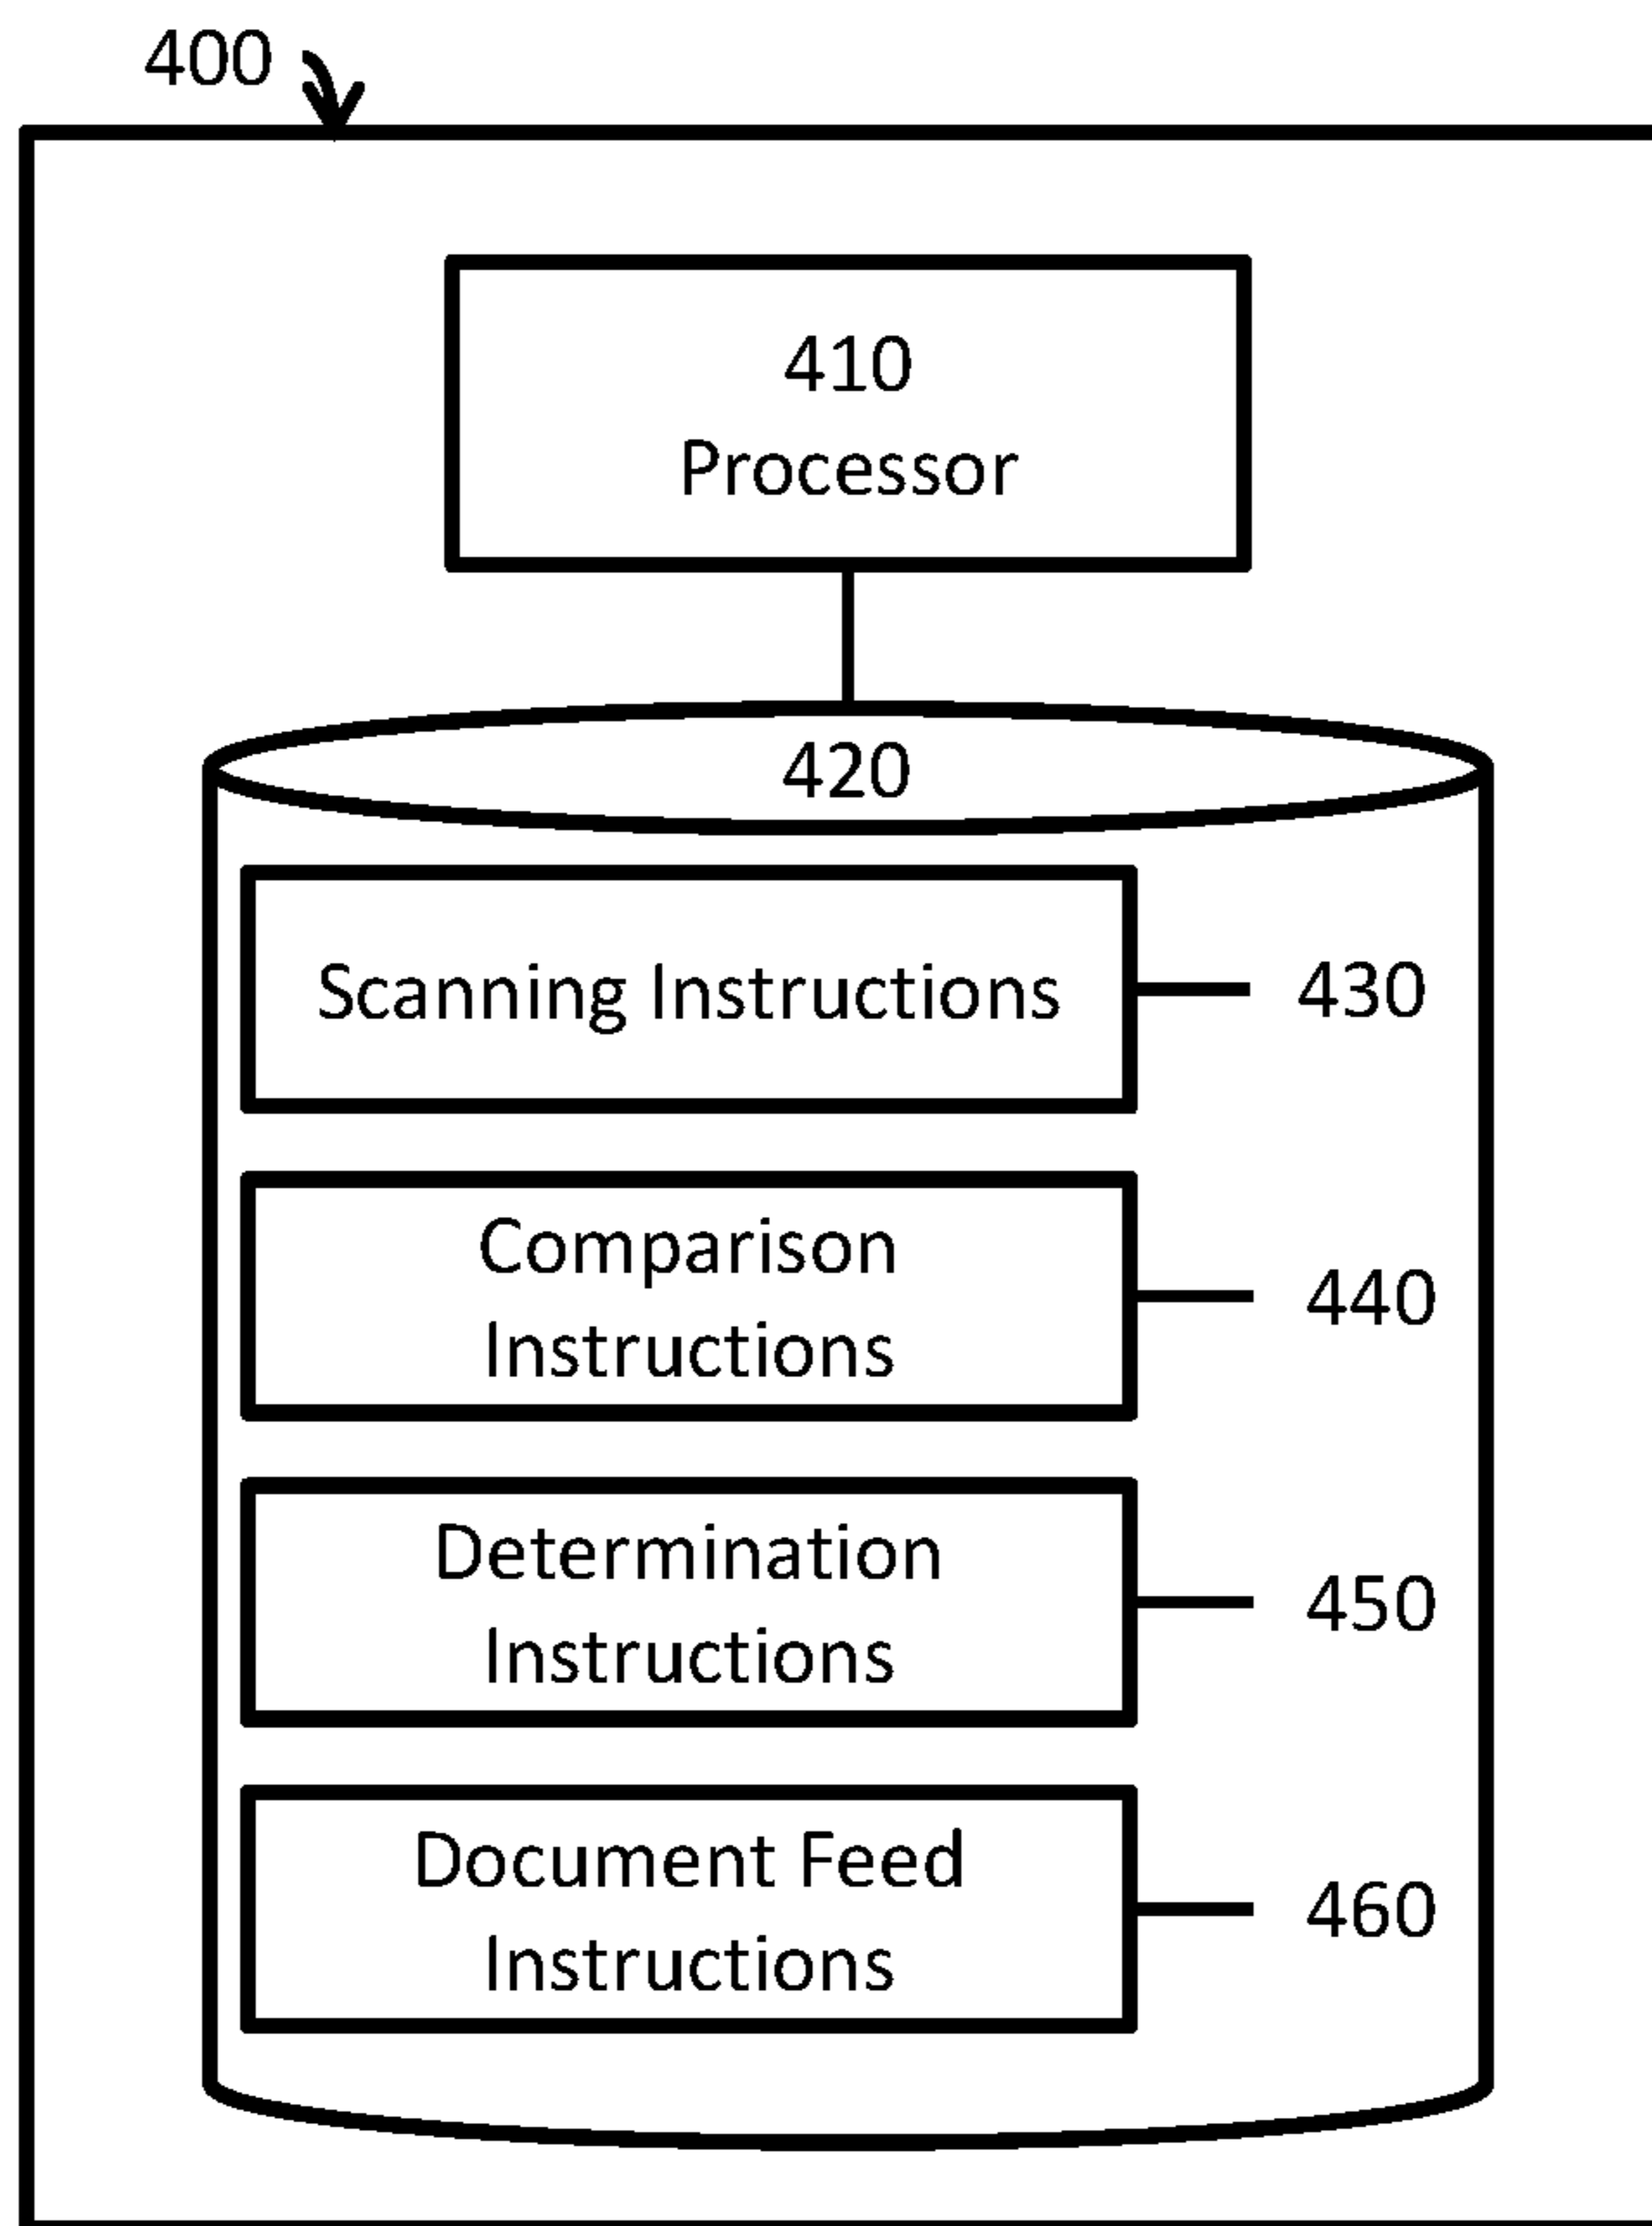 400
410
Processor
420
Scanning Instructions
430
Comparison
Instructions
440
Determination
Instructions
450
Document Feed
Instructions
460